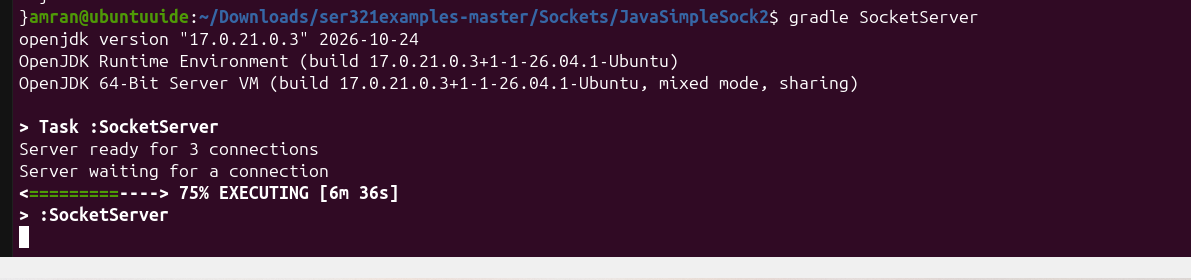 }amran@ubuntuuide:~/Downloads/ser321examples-master/Sockets/JavaSimpleSock2$ gradle SocketServer
openjdk version "17.0.21.0.3" 2026-10-24
OpenJDK Runtime Environment (build 17.0.21.0.3+1-1-26.04.1-Ubuntu)
OpenJDK 64-Bit Server VM (build 17.0.21.0.3+1-1-26.04.1-Ubuntu, mixed mode, sharing)
> Task :SocketServer
Server ready for 3 connections
Server waiting for a connection
<=========----> 75% EXECUTING [6m 36s]
> :SocketServer